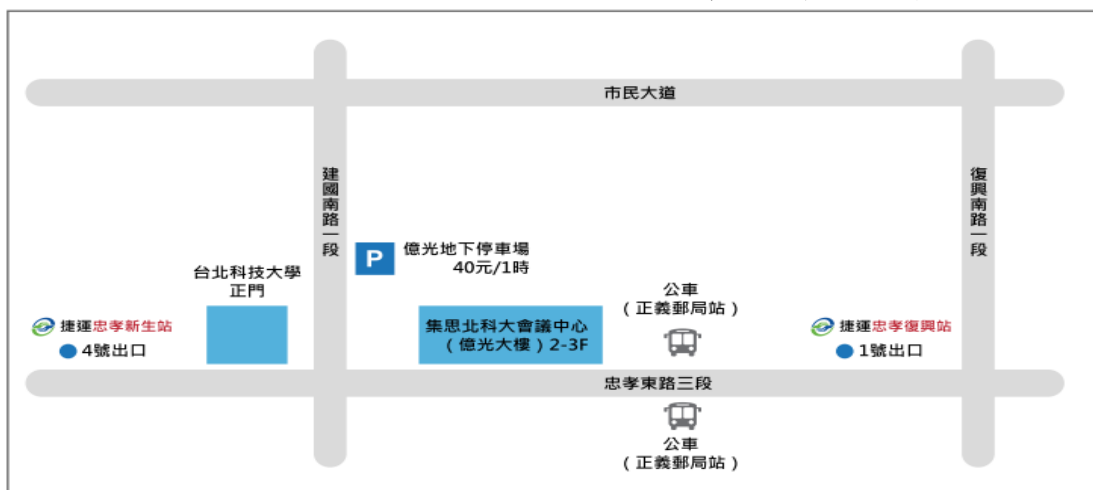 市民大道
建國南路一段
復興南路一段
P
億光地下停車場
40元/1時
台北科技大學
正門
捷運忠孝新生站
4號出口
集思北科大會議中心
(億光大樓)2-3F
公車
(正義郵局站)
捷運忠孝復興站
1號出口
忠孝東路三段
公車
(正義郵局站)